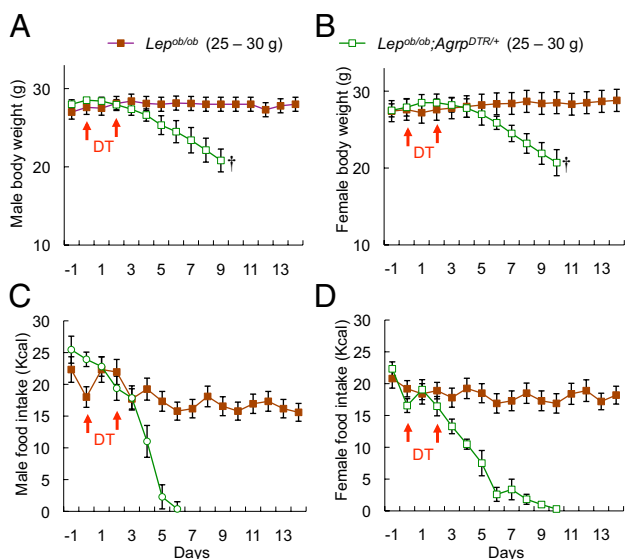 A
Lep ob/ob (25 – 30 g)
B
Lep ob/ob;Agrp DTR/+ (25 – 30 g)
Male body weight (g)
30
20
10
DT
†
-1 1 3 5 7 9 11 13
Female body weight (g)
30
20
10
DT
†
-1 1 3 5 7 9 11 13
C
Male food intake (Kcal)
30
25
20
15
10
5
0
DT
-1 1 3 5 7 9 11 13
Days
D
Female food intake (Kcal)
30
25
20
15
10
5
0
DT
-1 1 3 5 7 9 11 13
Days